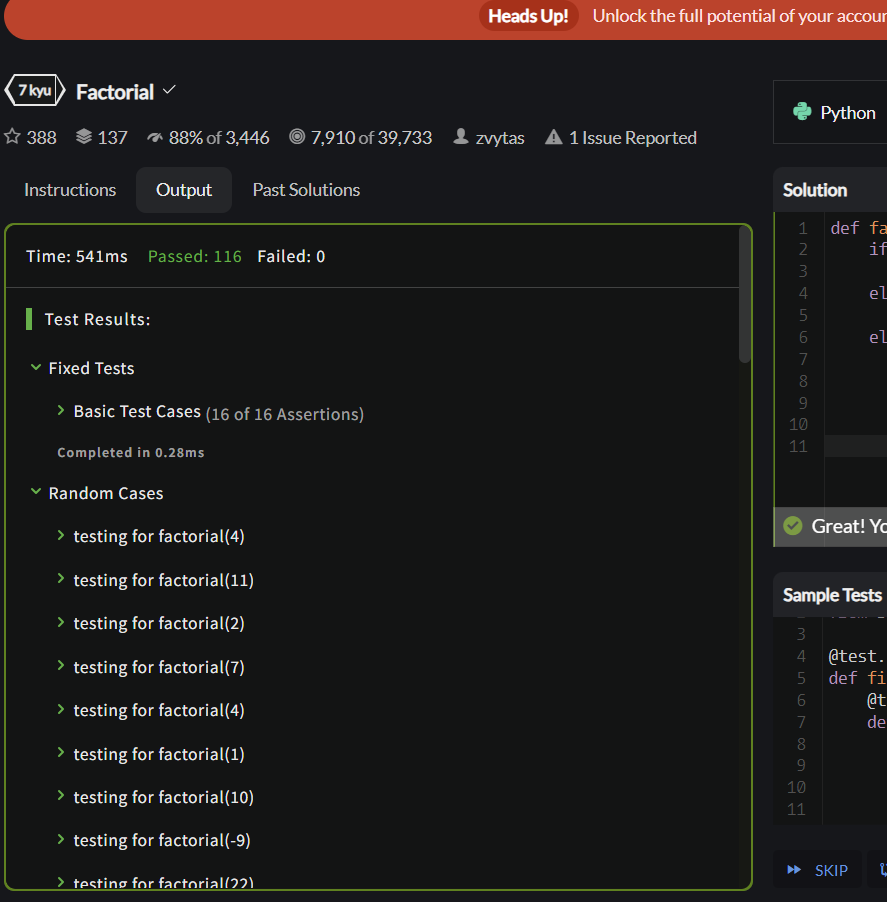 Heads Up! Unlock the full potential of your accou
7 kyu Factorial
388 137 88% of 3,446 7,910 of 39,733 zvytas 1 Issue Reported
Python
Instructions Output Past Solutions
Solution
Time: 541ms Passed: 116 Failed: 0
Test Results:
Fixed Tests
Basic Test Cases (16 of 16 Assertions)
Completed in 0.28ms
Random Cases
testing for factorial(4)
testing for factorial(11)
testing for factorial(2)
testing for factorial(7)
testing for factorial(4)
testing for factorial(1)
testing for factorial(10)
testing for factorial(-9)
testing for factorial(22)
1 def fa
2 if
3
4 el
5
6 el
7
8
9
10
11
Great! Yo
Sample Tests
3
4 @test.
5 def fi
6 @t
7 de
8
9
10
11
SKIP